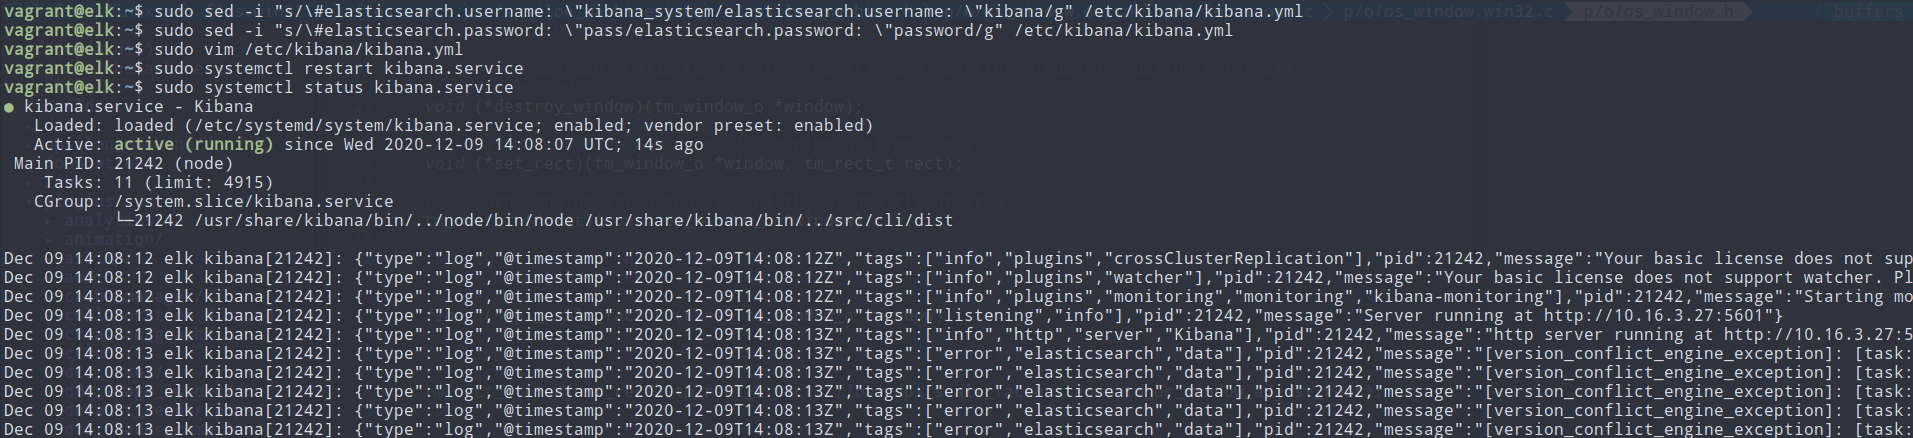 vagrant@elk:~$ sudo sed -i "s/\#elasticsearch.username: \"kibana_system/elasticsearch.username: \"kibana/g" /etc/kibana/kibana.yml
p/o/os_window.win32.c p/o/os_window.h buffers
vagrant@elk:~$ sudo sed -i "s/\#elasticsearch.password: \"pass/elasticsearch.password: \"password/g" /etc/kibana/kibana.yml
vagrant@elk:~$ sudo vim /etc/kibana/kibana.yml
vagrant@elk:~$ sudo systemctl restart kibana.service
vagrant@elk:~$ sudo systemctl status kibana.service
● kibana.service - Kibana
void (*destroy_window)(tm_window_o *window);
Loaded: loaded (/etc/systemd/system/kibana.service; enabled; vendor preset: enabled)
Active: active (running) since Wed 2020-12-09 14:08:07 UTC; 14s ago
Main PID: 21242 (node)
void (*set_rect)(tm_window_o *window, tm_rect_t rect);
Tasks: 11 (limit: 4915)
CGroup: /system.slice/kibana.service
└─21242 /usr/share/kibana/bin/../node/bin/node /usr/share/kibana/bin/../src/cli/dist
animation/
Dec 09 14:08:12 elk kibana[21242]: {"type":"log","@timestamp":"2020-12-09T14:08:12Z","tags":["info","plugins","crossClusterReplication"],"pid":21242,"message":"Your basic license does not sup
Dec 09 14:08:12 elk kibana[21242]: {"type":"log","@timestamp":"2020-12-09T14:08:12Z","tags":["info","plugins","watcher"],"pid":21242,"message":"Your basic license does not support watcher. Pl
Dec 09 14:08:12 elk kibana[21242]: {"type":"log","@timestamp":"2020-12-09T14:08:12Z","tags":["info","plugins","monitoring","monitoring","kibana-monitoring"],"pid":21242,"message":"Starting mo
Dec 09 14:08:13 elk kibana[21242]: {"type":"log","@timestamp":"2020-12-09T14:08:13Z","tags":["listening","info"],"pid":21242,"message":"Server running at http://10.16.3.27:5601"}
Dec 09 14:08:13 elk kibana[21242]: {"type":"log","@timestamp":"2020-12-09T14:08:13Z","tags":["info","http","server","Kibana"],"pid":21242,"message":"http server running at http://10.16.3.27:5
Dec 09 14:08:13 elk kibana[21242]: {"type":"log","@timestamp":"2020-12-09T14:08:13Z","tags":["error","elasticsearch","data"],"pid":21242,"message":"[version_conflict_engine_exception]: [task:
Dec 09 14:08:13 elk kibana[21242]: {"type":"log","@timestamp":"2020-12-09T14:08:13Z","tags":["error","elasticsearch","data"],"pid":21242,"message":"[version_conflict_engine_exception]: [task:
Dec 09 14:08:13 elk kibana[21242]: {"type":"log","@timestamp":"2020-12-09T14:08:13Z","tags":["error","elasticsearch","data"],"pid":21242,"message":"[version_conflict_engine_exception]: [task:
Dec 09 14:08:13 elk kibana[21242]: {"type":"log","@timestamp":"2020-12-09T14:08:13Z","tags":["error","elasticsearch","data"],"pid":21242,"message":"[version_conflict_engine_exception]: [task:
Dec 09 14:08:13 elk kibana[21242]: {"type":"log","@timestamp":"2020-12-09T14:08:13Z","tags":["error","elasticsearch","data"],"pid":21242,"message":"[version_conflict_engine_exception]: [task: